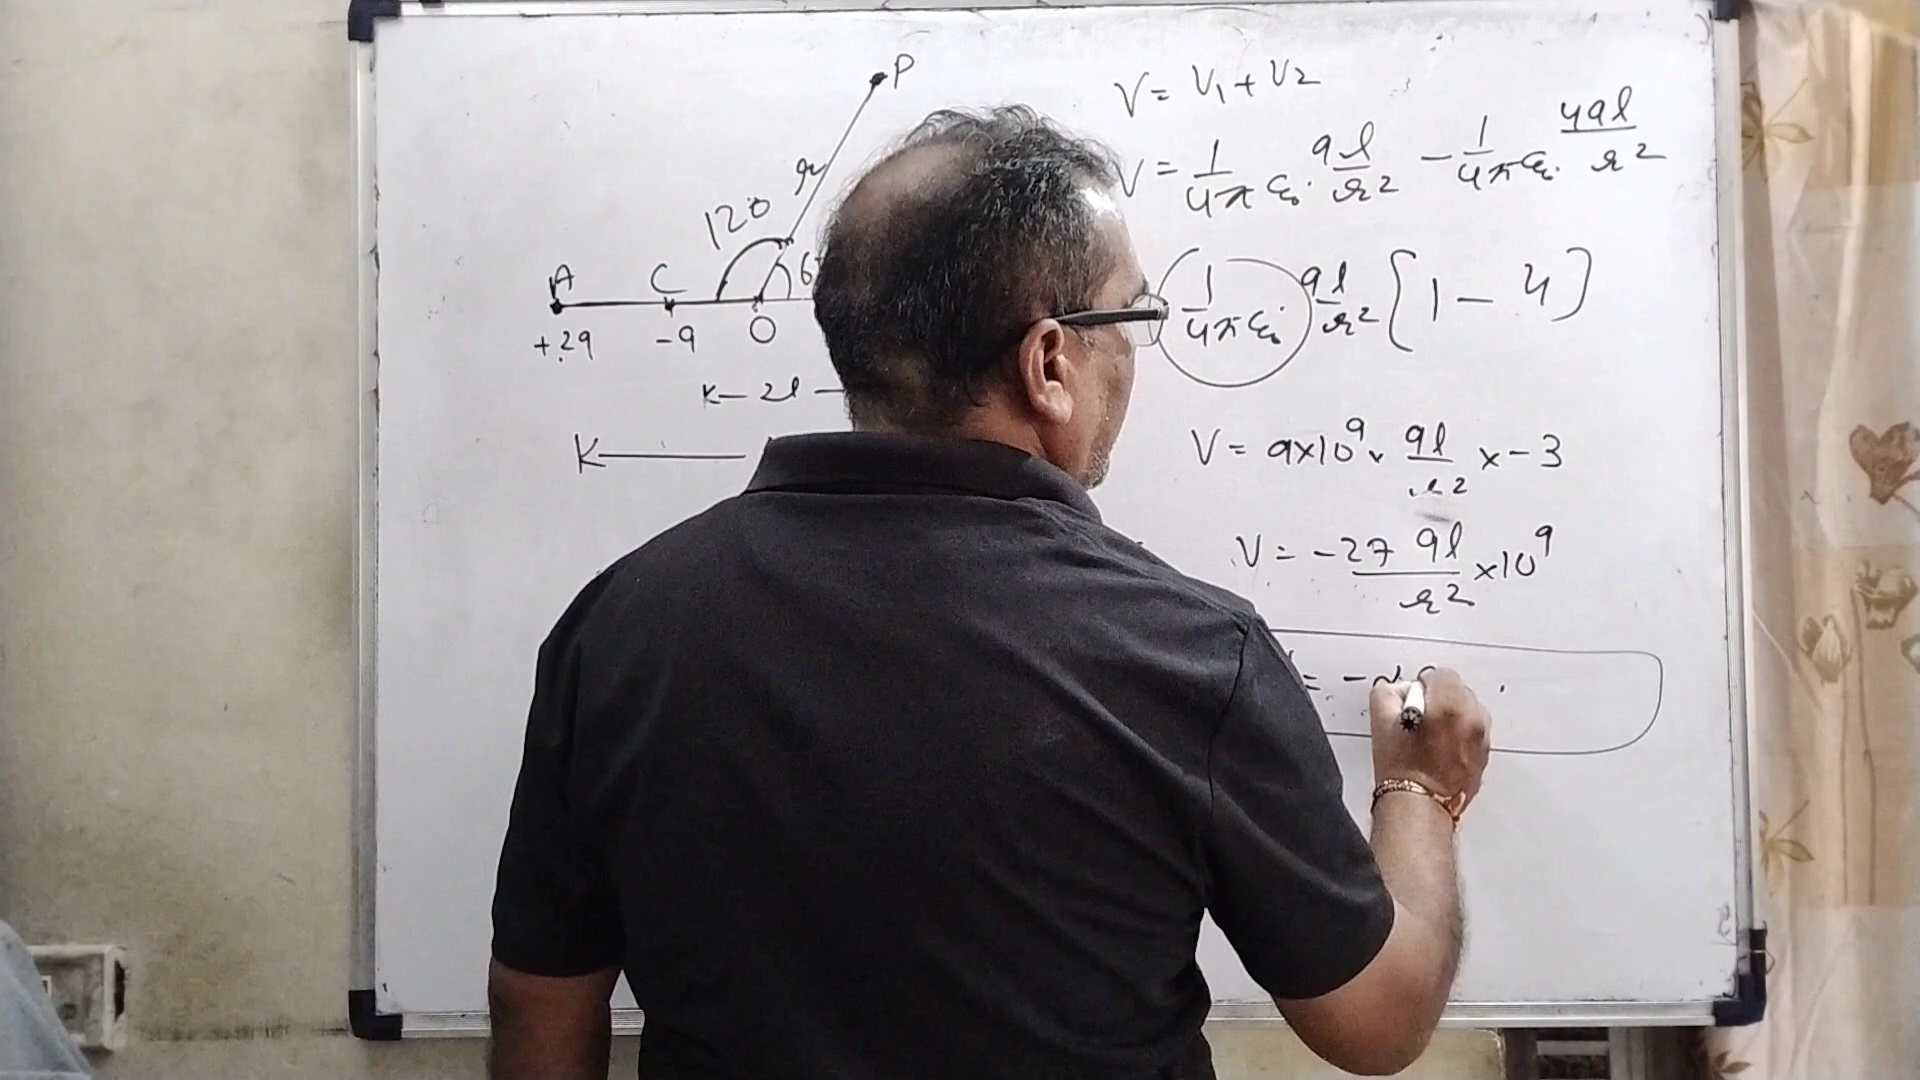 P
r
120
6
A C
+2q -q O
K— 2l —
K———
V = V1 + V2
V = 1/4πε₀ · ql/r² - 1/4πε₀ · 4ql/r²
1/4πε₀ · ql/r² [1 - 4]
V = 9×10⁹ × ql/r² × -3
V = -27 ql/r² ×10⁹
= -